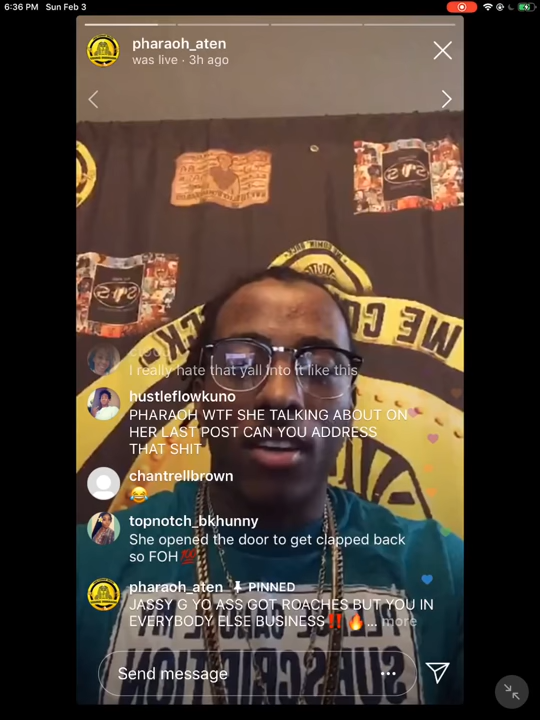 6:36 PM Sun Feb 3
pharaoh_aten
was live · 3h ago
ME CO
I really hate that yall into it like this
hustleflowkuno
PHARAOH WTF SHE TALKING ABOUT ON
HER LAST POST CAN YOU ADDRESS
THAT SHIT
chantrellbrown
😂
topnotch_bkhunny
She opened the door to get clapped back
so FOH 💯
pharaoh_aten PINNED
JASSY G YO ASS GOT ROACHES BUT YOU IN
EVERYBODY ELSE BUSINESS‼️🔥... more
SUBSCRIPTION
Send message